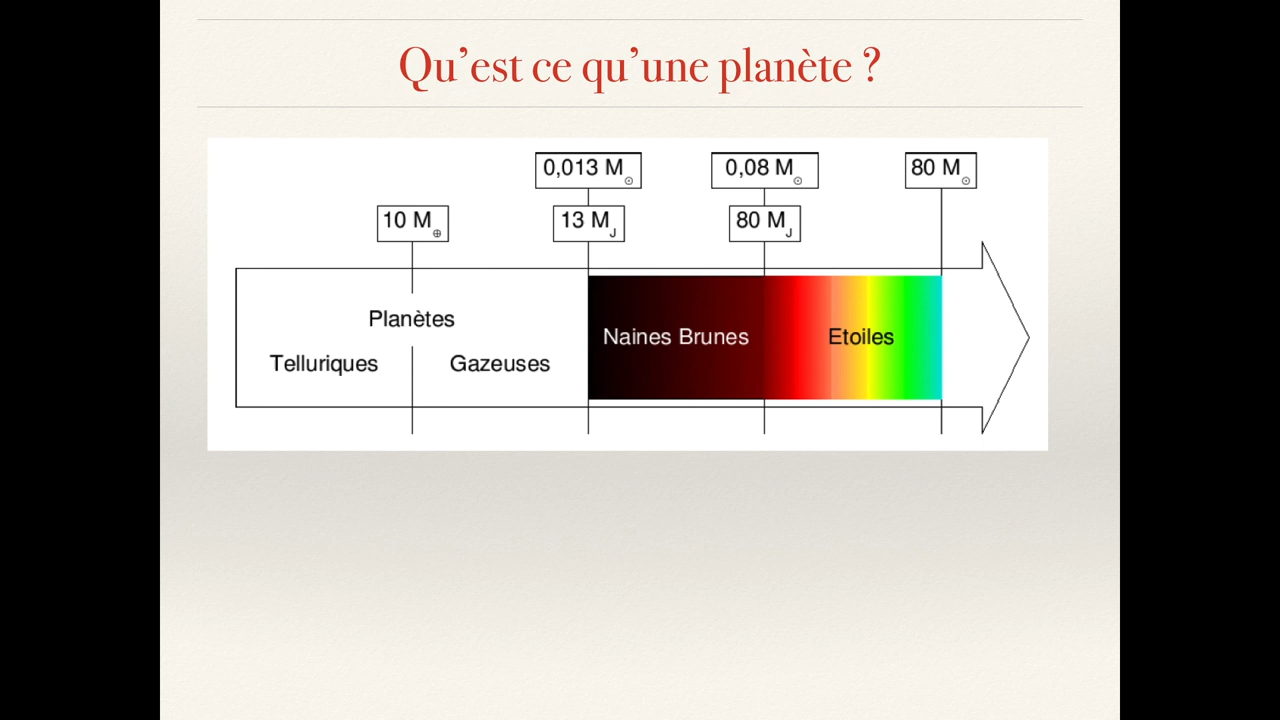 Qu’est ce qu’une planète ?
0,013 M☉ 0,08 M☉ 80 M☉
10 M⊕ 13 MJ 80 MJ
Planètes
Naines Brunes Etoiles
Telluriques Gazeuses